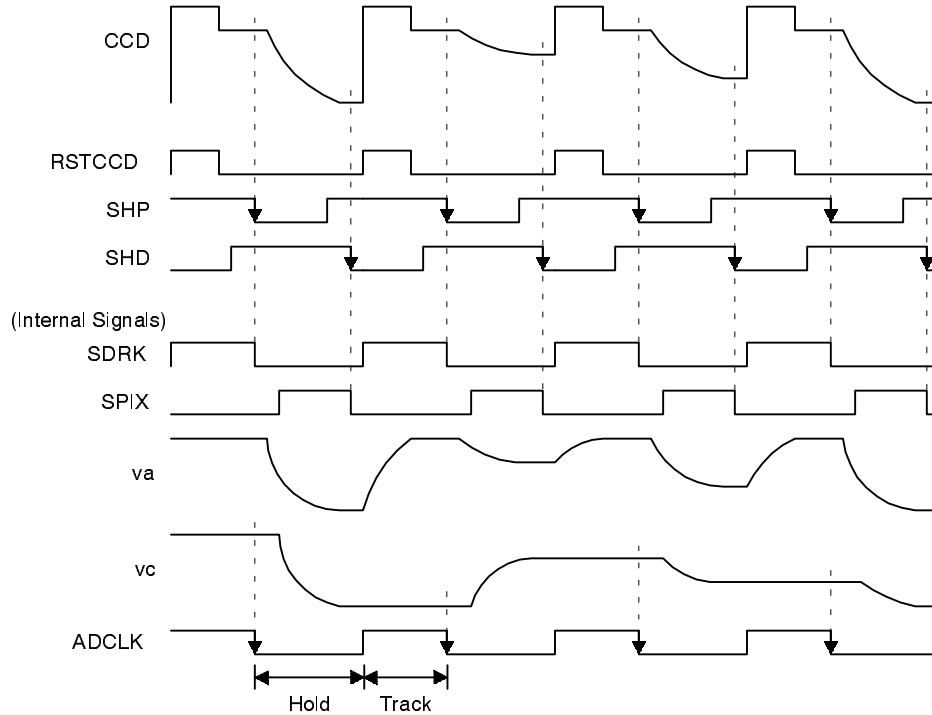 CCD
RSTCCD
SHP
SHD
(Internal Signals)
SDRK
SPIX
va
vc
ADCLK
Hold Track